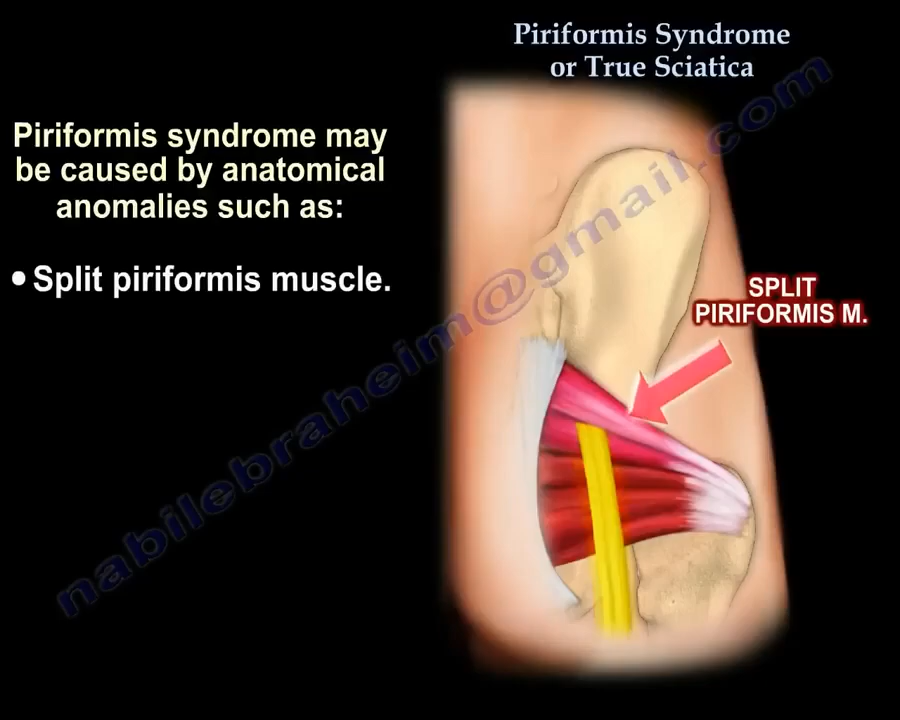 Piriformis Syndrome
or True Sciatica
Piriformis syndrome may
be caused by anatomical
anomalies such as:
• Split piriformis muscle.
SPLIT
PIRIFORMIS M.
nabilebraheim@gmail.com